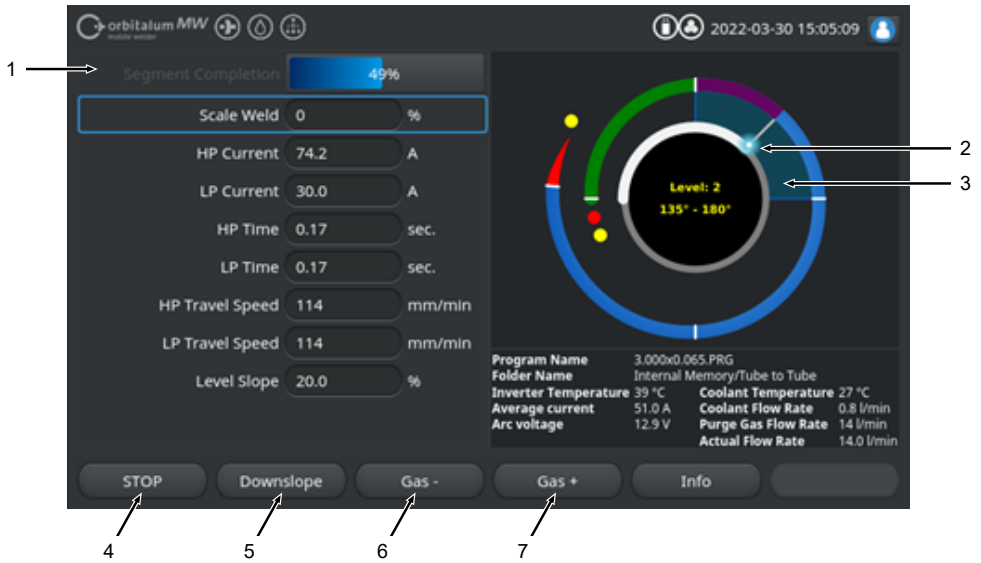 orbitalum MW
mobile welder
2022-03-30 15:05:09
1
Segment Completion 49%
Scale Weld 0 %
HP Current 74.2 A
LP Current 30.0 A
HP Time 0.17 sec.
LP Time 0.17 sec.
HP Travel Speed 114 mm/min
LP Travel Speed 114 mm/min
Level Slope 20.0 %
Level: 2
135° - 180°
2
3
Program Name 3.000x0.065.PRG
Folder Name Internal Memory/Tube to Tube
Inverter Temperature 39 °C Coolant Temperature 27 °C
Average current 51.0 A Coolant Flow Rate 0.8 l/min
Arc voltage 12.9 V Purge Gas Flow Rate 14 l/min
Actual Flow Rate 14.0 l/min
STOP Downslope Gas - Gas + Info
4 5 6 7